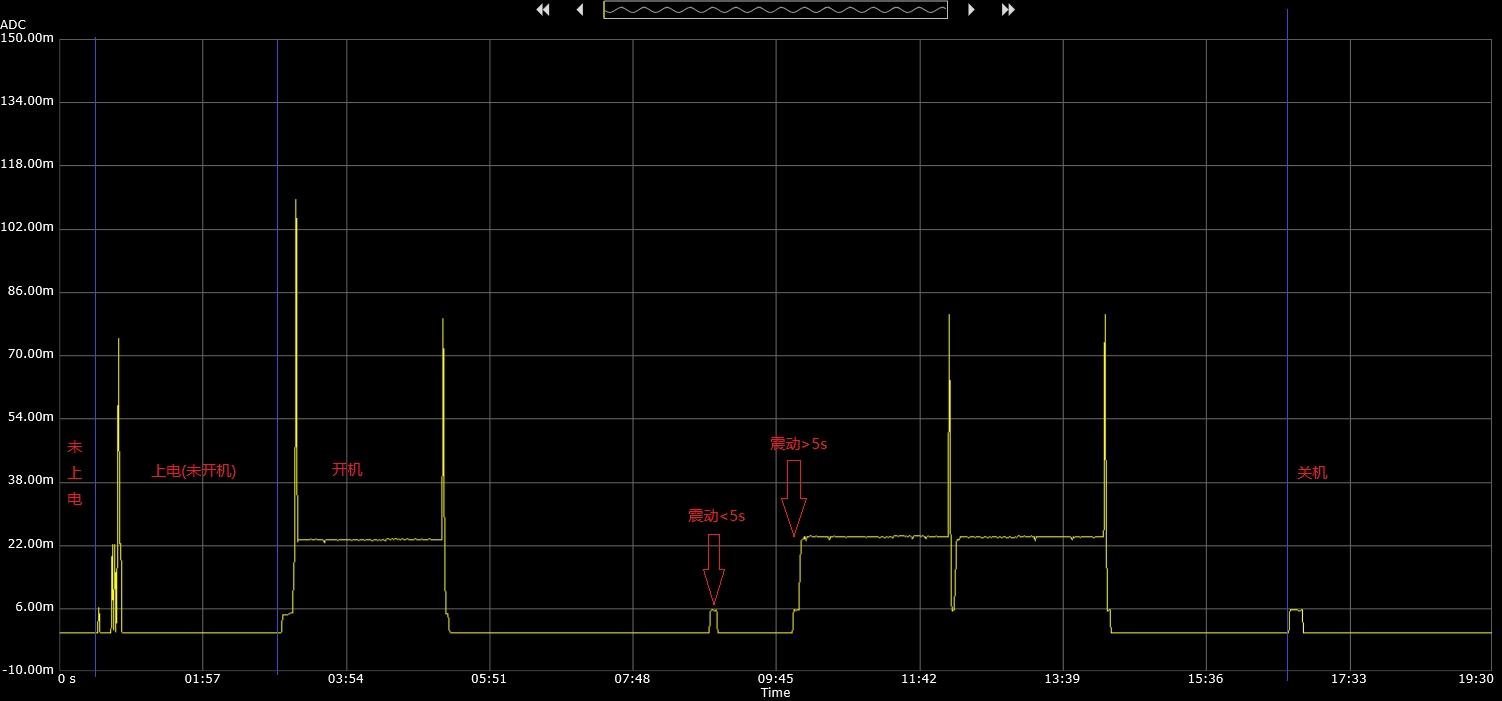 ADC
150.00m
134.00m
118.00m
102.00m
86.00m
70.00m
54.00m
38.00m
22.00m
6.00m
-10.00m
未
上
电
上电(未开机)
开机
震动<5s
震动>5s
关机
0 s
01:57
03:54
05:51
07:48
09:45
11:42
13:39
15:36
17:33
19:30
Time